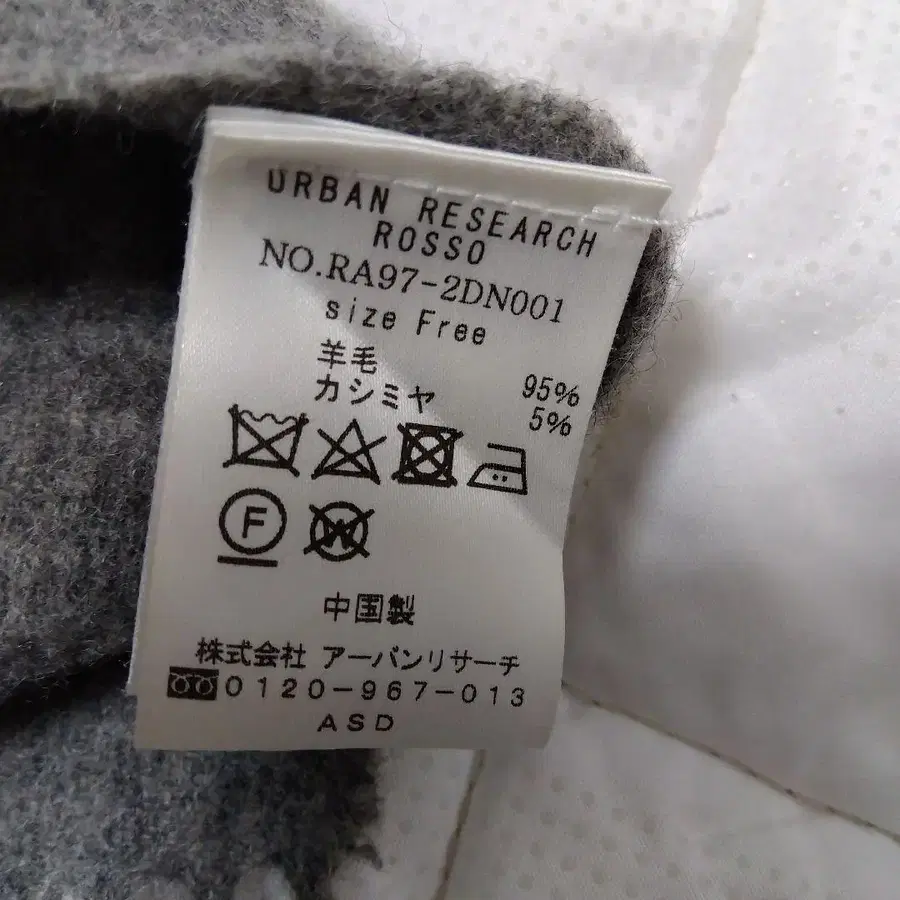 URBAN RESEARCH
ROSSO
NO.RA97-2DN001
size Free
羊毛 95%
カシミヤ 5%
F W
中国製
株式会社 アーバンリサーチ
0120-967-013
ASD